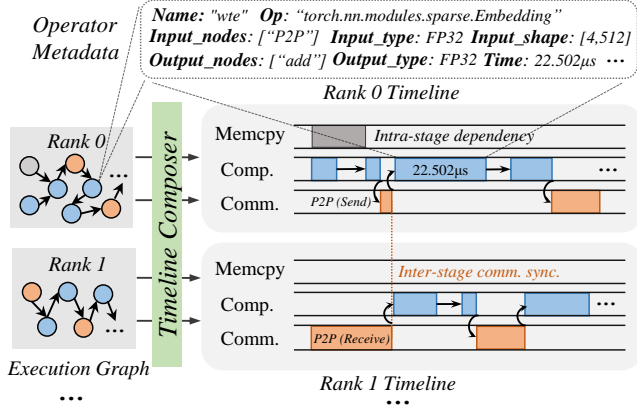 Operator
Metadata
Name: "wte" Op: “torch.nn.modules.sparse.Embedding”
Input_nodes: [“P2P”] Input_type: FP32 Input_shape: [4,512]
Output_nodes: [“add”] Output_type: FP32 Time: 22.502μs ...
Rank 0 Timeline
Rank 0
...
Timeline Composer
Memcpy
Intra-stage dependency
Comp.
22.502μs
...
Comm.
P2P (Send)
Rank 1
...
Memcpy
Inter-stage comm. sync.
Comp.
...
Comm.
P2P (Receive)
Execution Graph
...
Rank 1 Timeline
...